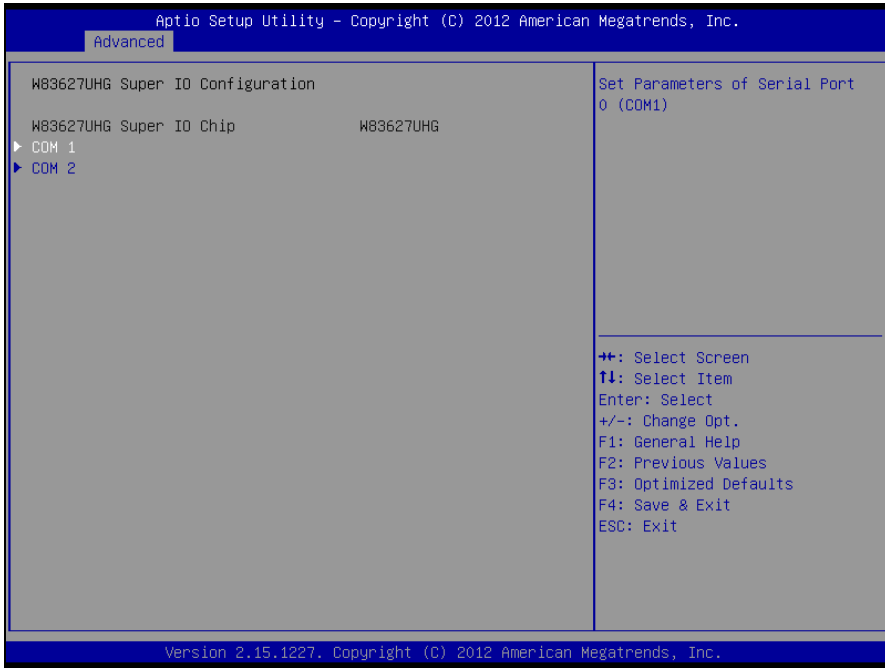 Aptio Setup Utility – Copyright (C) 2012 American Megatrends, Inc.
Advanced
W83627UHG Super IO Configuration
W83627UHG Super IO Chip W83627UHG
► COM 1
► COM 2
Set Parameters of Serial Port
0 (COM1)
→←: Select Screen
↑↓: Select Item
Enter: Select
+/-: Change Opt.
F1: General Help
F2: Previous Values
F3: Optimized Defaults
F4: Save & Exit
ESC: Exit
Version 2.15.1227. Copyright (C) 2012 American Megatrends, Inc.